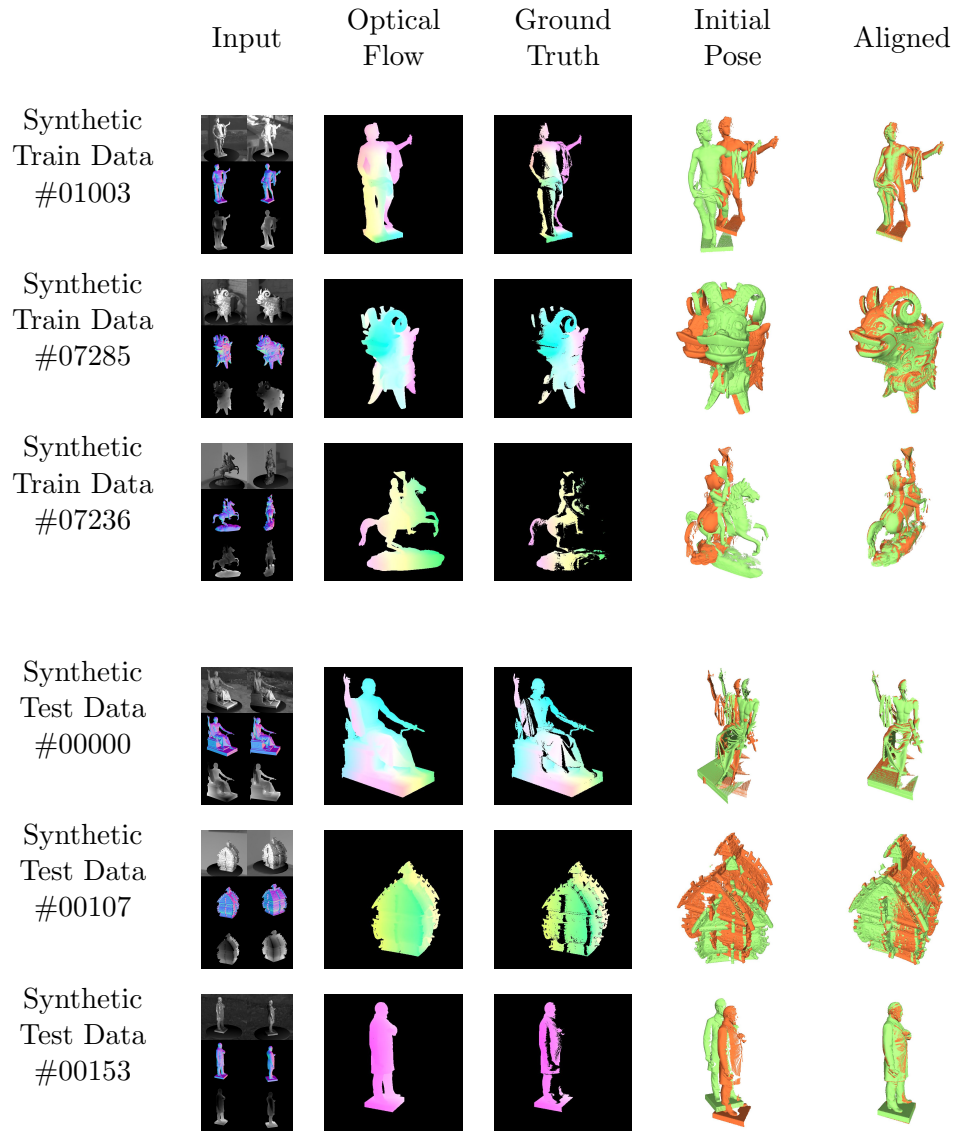 Input
Optical
Flow
Ground
Truth
Initial
Pose
Aligned
Synthetic
Train Data
#01003
Synthetic
Train Data
#07285
Synthetic
Train Data
#07236
Synthetic
Test Data
#00000
Synthetic
Test Data
#00107
Synthetic
Test Data
#00153